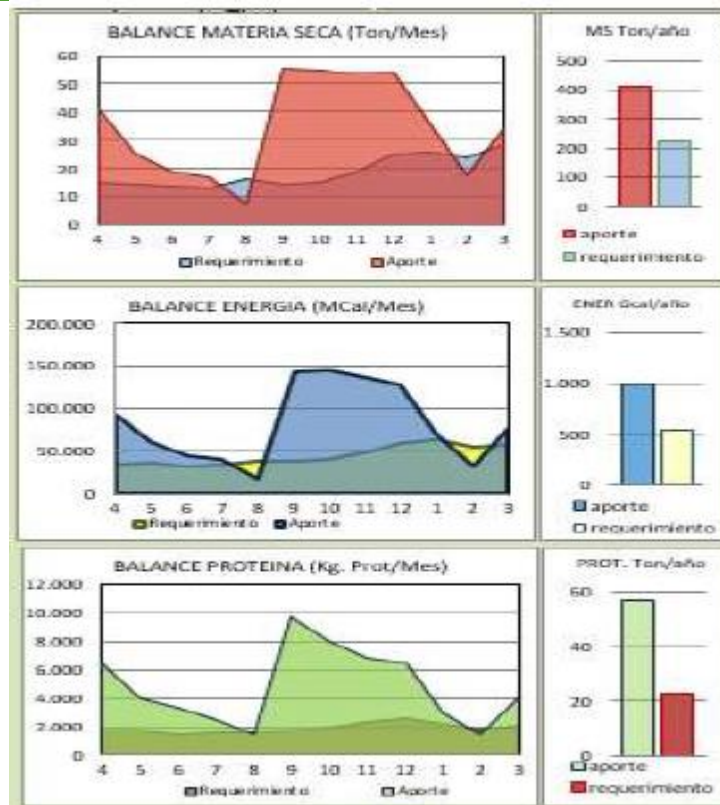 BALANCE MATERIA SECA (Ton/Mes)
60
50
40
30
20
10
0
4 5 6 7 8 9 10 11 12 1 2 3
Requerimiento Aporte
MS Ton/año
500
400
300
200
100
0
aporte
requerimiento
BALANCE ENERGIA (MCal/Mes)
200.000
150.000
100.000
50.000
0
4 5 6 7 8 9 10 11 12 1 2 3
Requerimiento Aporte
ENER Gcal/año
1.500
1.000
500
0
aporte
requerimiento
BALANCE PROTEINA (Kg. Prot/Mes)
12.000
10.000
8.000
6.000
4.000
2.000
0
4 5 6 7 8 9 10 11 12 1 2 3
Requerimiento Aporte
PROT. Ton/año
60
40
20
0
aporte
requerimiento